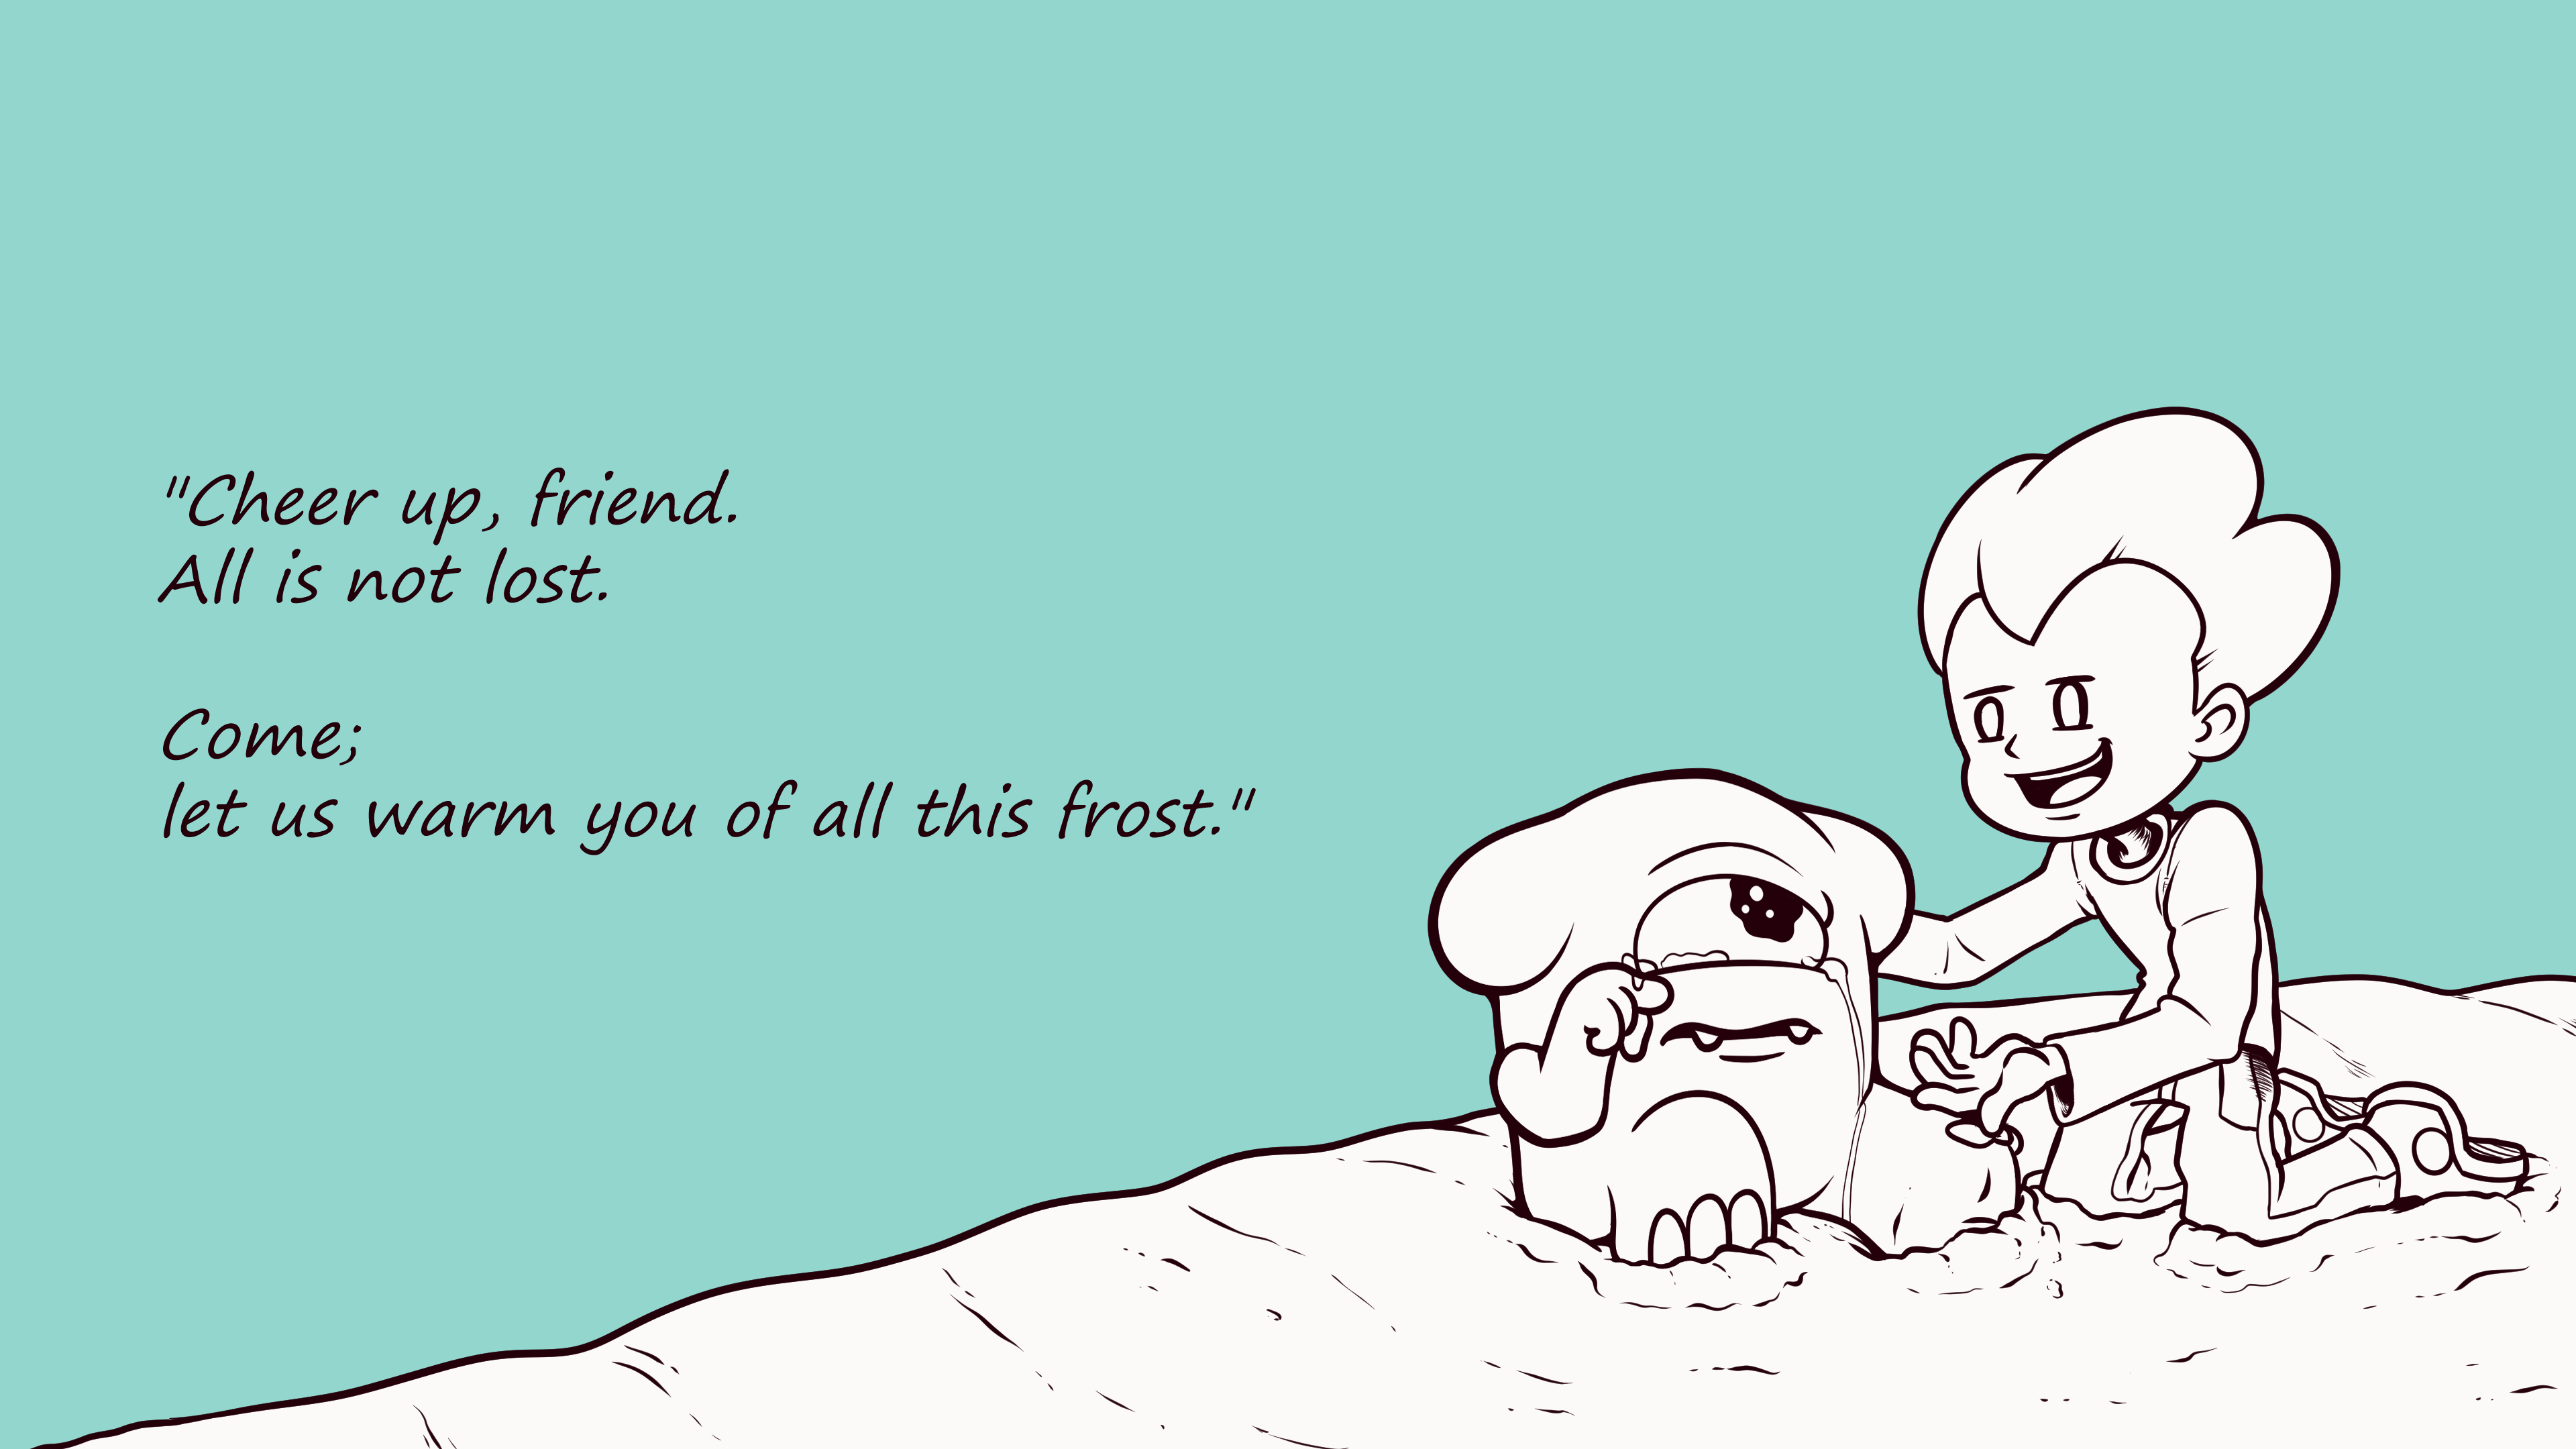 "Cheer up, friend.
All is not lost.
Come;
let us warm you of all this frost."